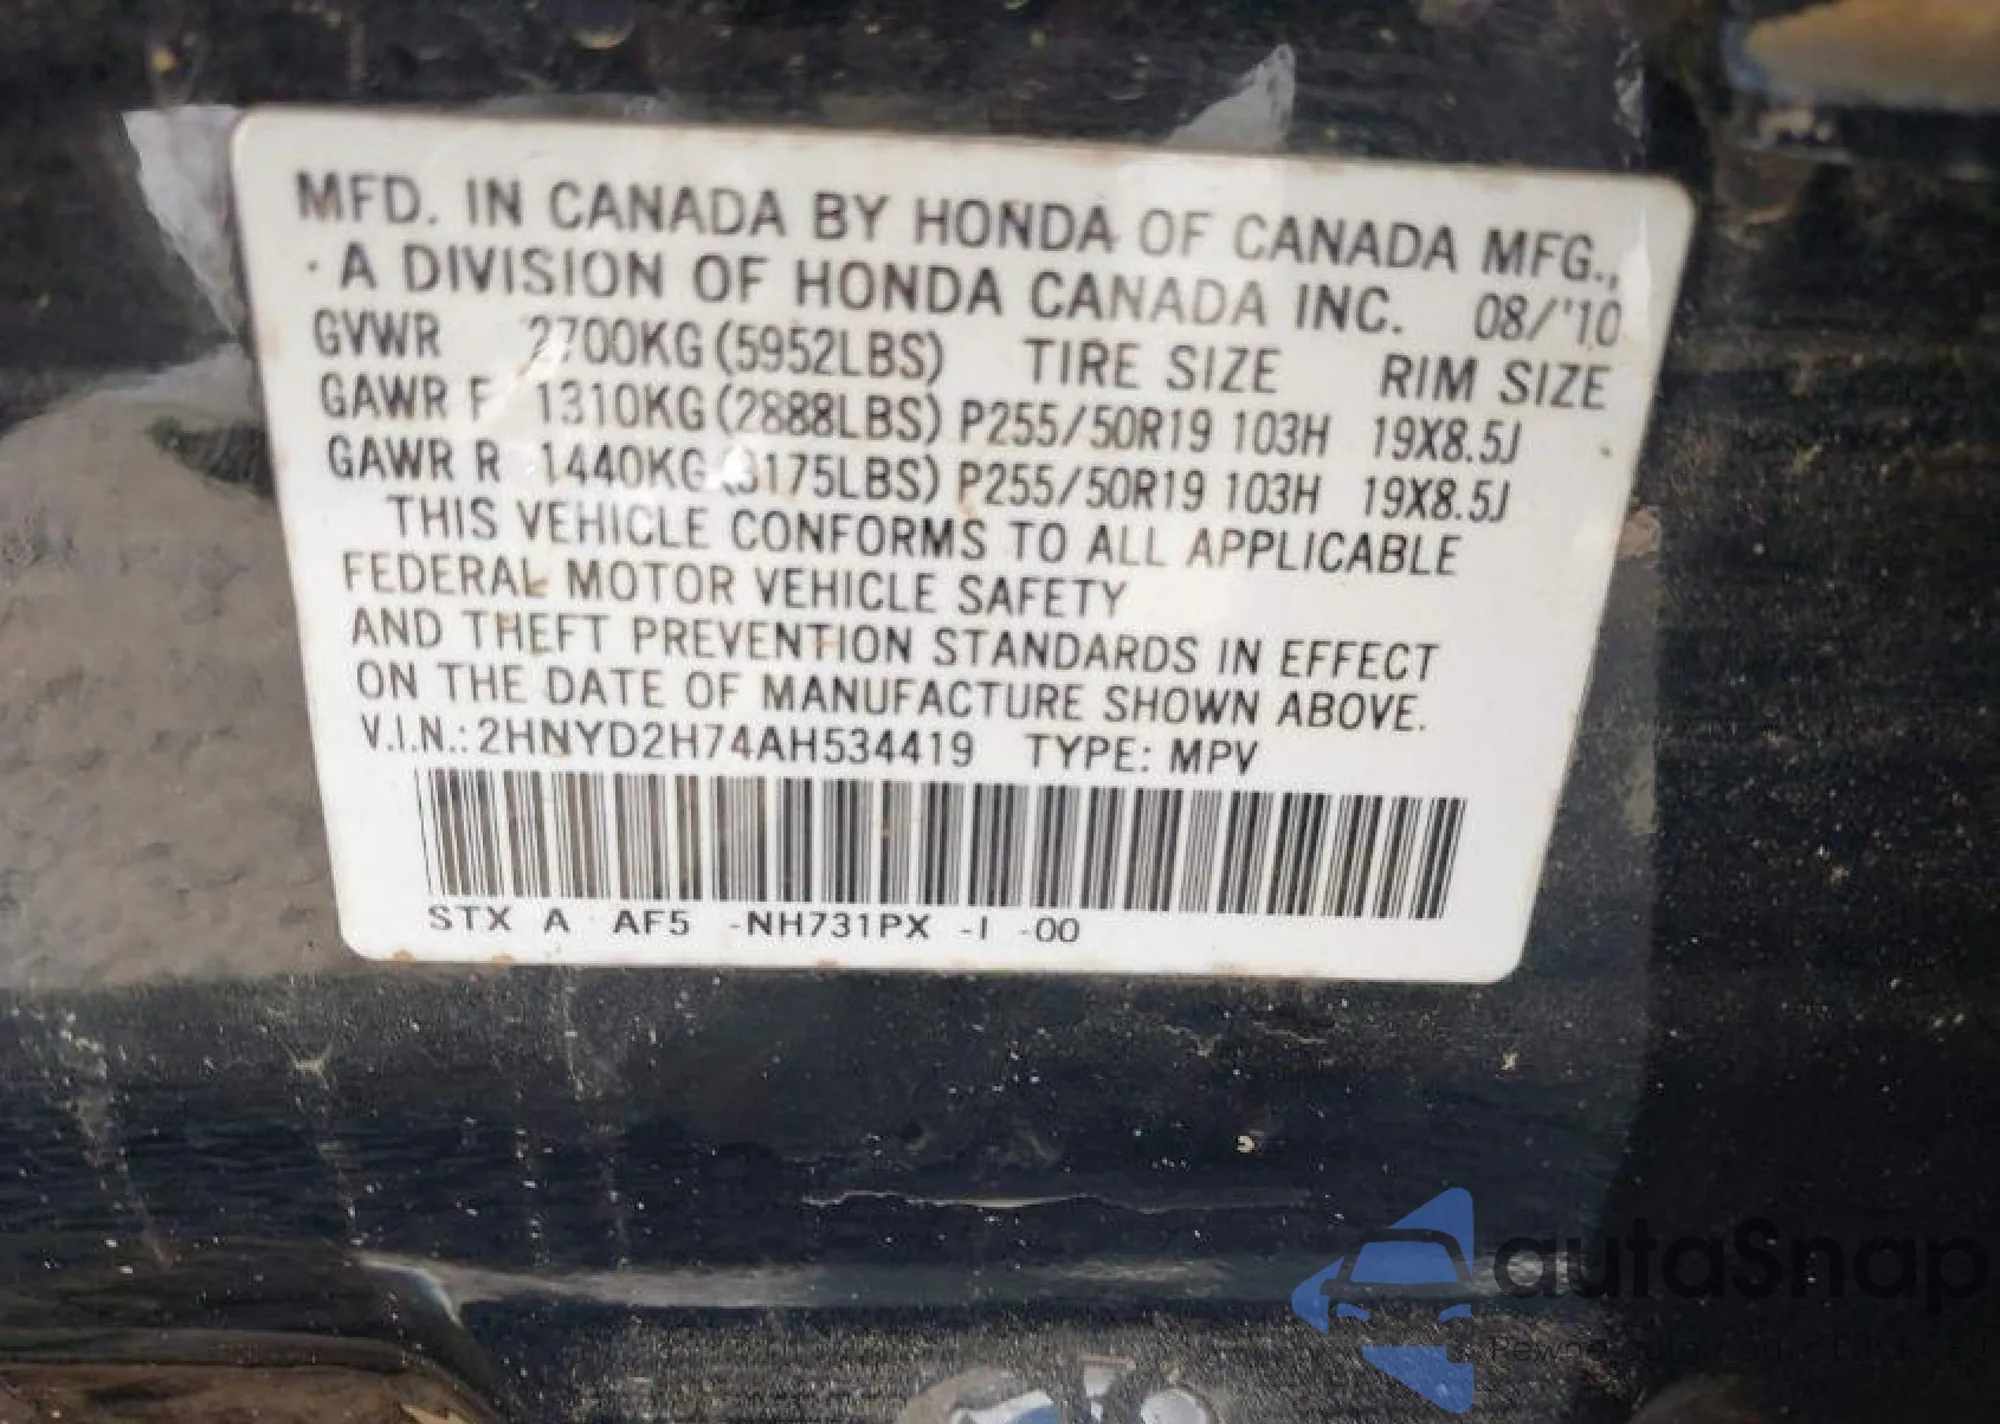 MFD. IN CANADA BY HONDA OF CANADA MFG.,
A DIVISION OF HONDA CANADA INC. 08/'10
GVWR 2700KG (5952LBS) TIRE SIZE RIM SIZE
GAWR F 1310KG (2888LBS) P255/50R19 103H 19X8.5J
GAWR R 1440KG (3175LBS) P255/50R19 103H 19X8.5J
THIS VEHICLE CONFORMS TO ALL APPLICABLE
FEDERAL MOTOR VEHICLE SAFETY
AND THEFT PREVENTION STANDARDS IN EFFECT
ON THE DATE OF MANUFACTURE SHOWN ABOVE.
V.I.N.: 2HNYD2H74AH534419 TYPE: MPV
STX A AF5 -NH731PX -I -00
autaSnap